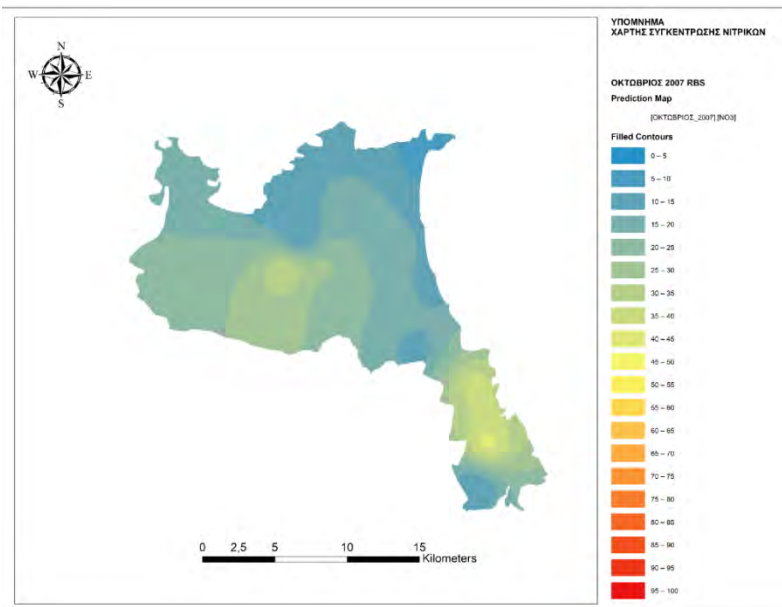 ΥΠΟΜΝΗΜΑ
ΧΑΡΤΗΣ ΣΥΓΚΕΝΤΡΩΣΗΣ ΝΙΤΡΙΚΩΝ
N
W E
S
ΟΚΤΩΒΡΙΟΣ 2007 RBS
Prediction Map
[ΟΚΤΩΒΡΙΟΣ_2007].[NO3]
Filled Contours
0 – 5
5 – 10
10 – 15
15 – 20
20 – 25
25 – 30
30 – 35
35 – 40
40 – 45
45 – 50
50 – 55
55 – 60
60 – 65
65 – 70
70 – 75
75 – 80
80 – 85
85 – 90
90 – 95
95 – 100
0 2,5 5 10 15
Kilometers